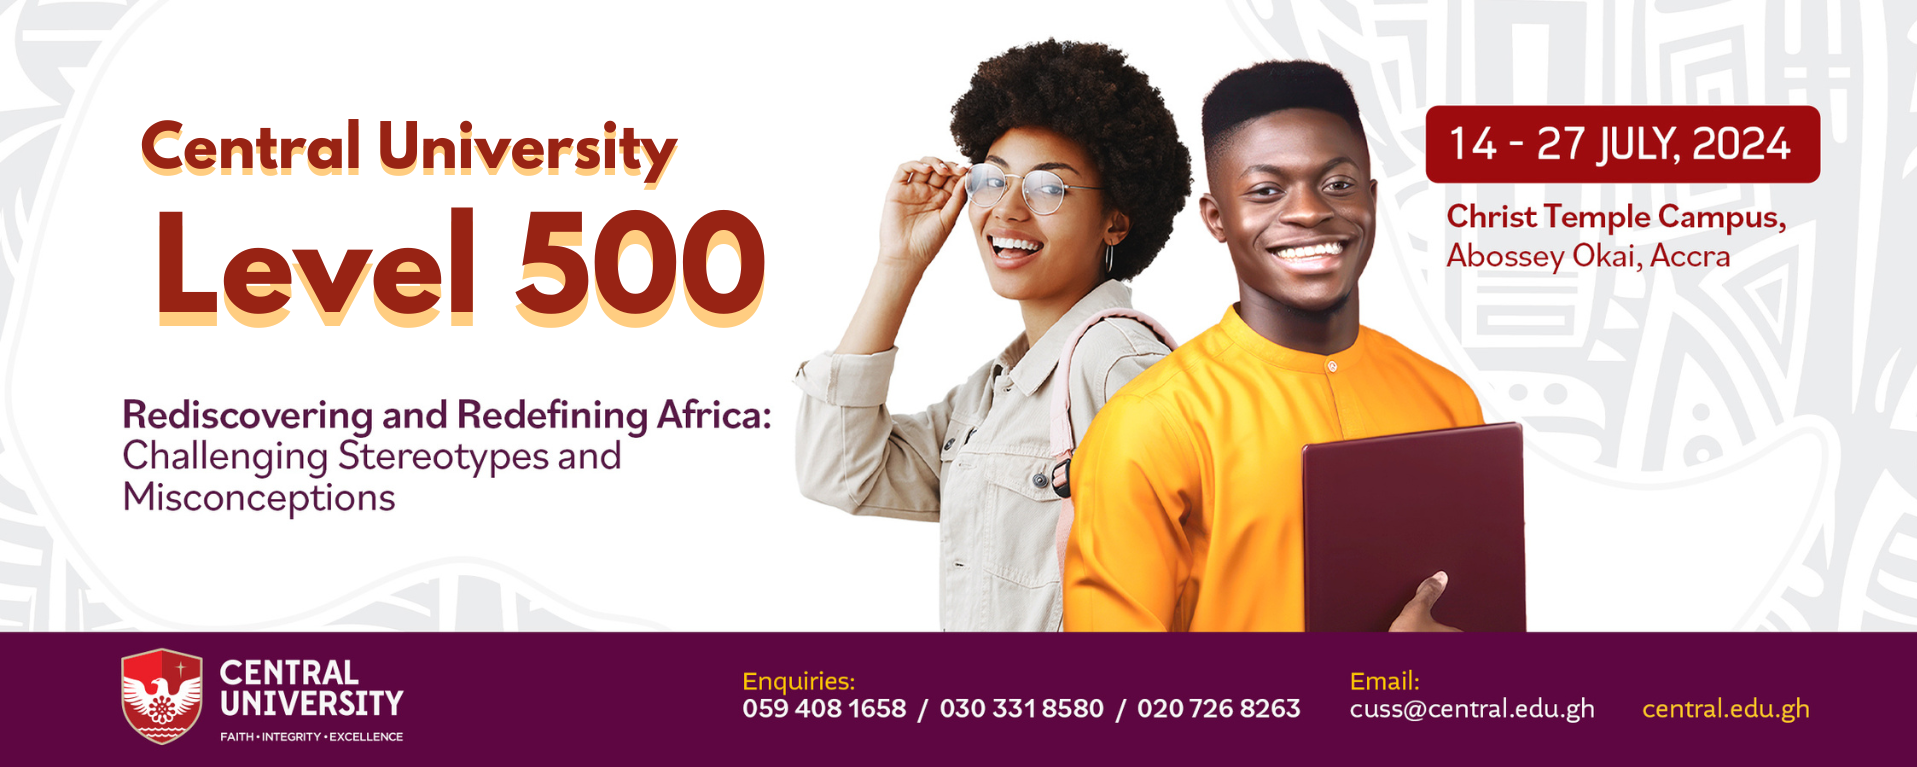 Central University
Level 500
Rediscovering and Redefining Africa:
Challenging Stereotypes and
Misconceptions
14 - 27 JULY, 2024
Christ Temple Campus,
Abossey Okai, Accra
CENTRAL
UNIVERSITY
FAITH • INTEGRITY • EXCELLENCE
Enquiries:
059 408 1658 / 030 331 8580 / 020 726 8263
Email:
cuss@central.edu.gh
central.edu.gh